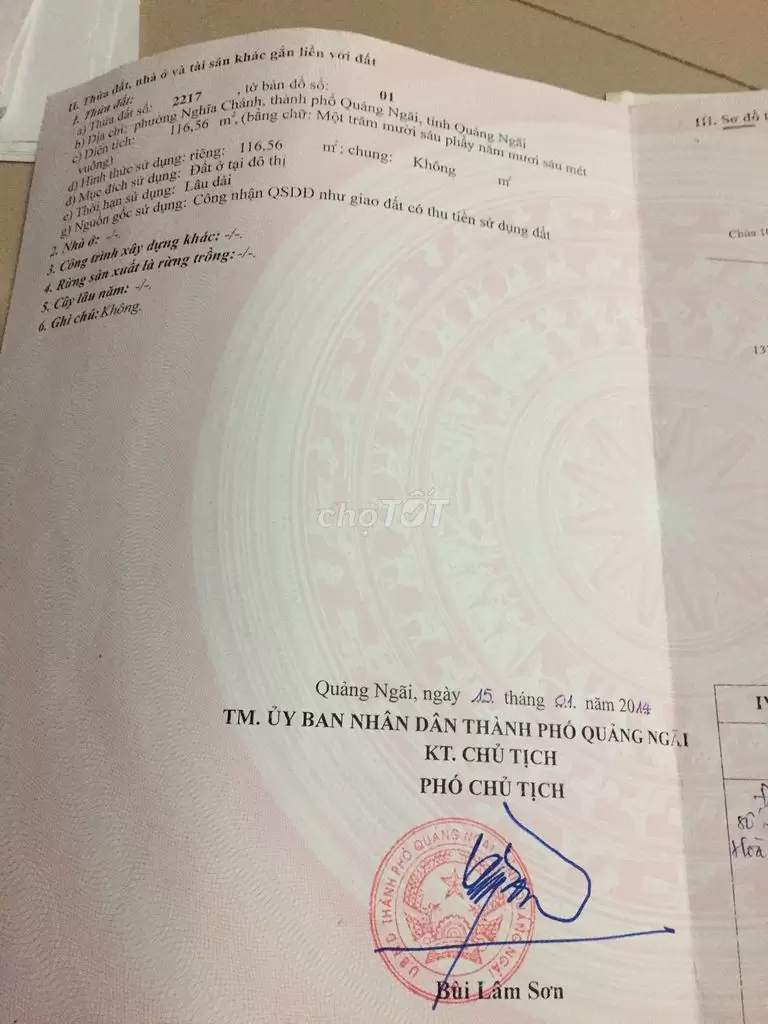 II. Thửa đất, nhà ở và tài sản khác gắn liền với đất
1. Thửa đất:
a) Thửa đất số: 2217 , tờ bản đồ số: 01
b) Địa chỉ: phường Nghĩa Chánh, thành phố Quảng Ngãi, tỉnh Quảng Ngãi
c) Diện tích: 116,56 m², (bằng chữ: Một trăm mười sáu phẩy năm mươi sáu mét
vuông)
d) Hình thức sử dụng: riêng: 116,56 m²; chung: Không m²
đ) Mục đích sử dụng: Đất ở tại đô thị
e) Thời hạn sử dụng: Lâu dài
g) Nguồn gốc sử dụng: Công nhận QSDĐ như giao đất có thu tiền sử dụng đất
2. Nhà ở: -/-.
3. Công trình xây dựng khác: -/-.
4. Rừng sản xuất là rừng trồng: -/-.
5. Cây lâu năm: -/-.
6. Ghi chú: Không.
chợTỐT
Quảng Ngãi, ngày 15. tháng 01. năm 2014
TM. ỦY BAN NHÂN DÂN THÀNH PHỐ QUẢNG NGÃI
KT. CHỦ TỊCH
PHÓ CHỦ TỊCH
U.B.N.D THÀNH PHỐ QUẢNG NGÃI
QUẢNG NGÃI
Bùi Lâm Sơn
III. Sơ đồ
Chùa
13
IV
số
Hoà